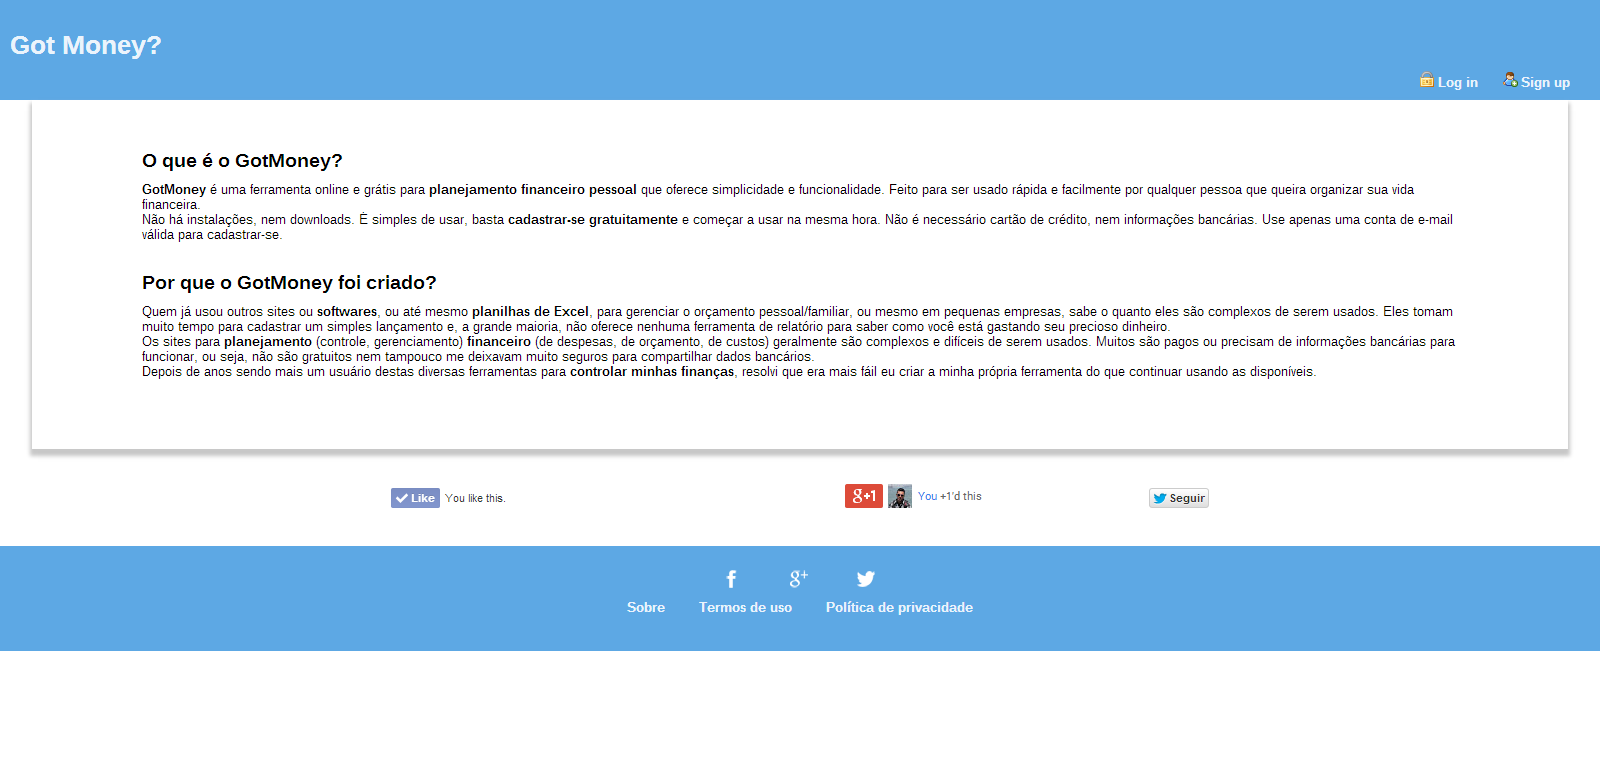 Got Money?
Log in Sign up
O que é o GotMoney?
GotMoney é uma ferramenta online e grátis para planejamento financeiro pessoal que oferece simplicidade e funcionalidade. Feito para ser usado rápida e facilmente por qualquer pessoa que queira organizar sua vida
financeira.
Não há instalações, nem downloads. É simples de usar, basta cadastrar-se gratuitamente e começar a usar na mesma hora. Não é necessário cartão de crédito, nem informações bancárias. Use apenas uma conta de e-mail
válida para cadastrar-se.
Por que o GotMoney foi criado?
Quem já usou outros sites ou softwares, ou até mesmo planilhas de Excel, para gerenciar o orçamento pessoal/familiar, ou mesmo em pequenas empresas, sabe o quanto eles são complexos de serem usados. Eles tomam
muito tempo para cadastrar um simples lançamento e, a grande maioria, não oferece nenhuma ferramenta de relatório para saber como você está gastando seu precioso dinheiro.
Os sites para planejamento (controle, gerenciamento) financeiro (de despesas, de orçamento, de custos) geralmente são complexos e difíceis de serem usados. Muitos são pagos ou precisam de informações bancárias para
funcionar, ou seja, não são gratuitos nem tampouco me deixavam muito seguros para compartilhar dados bancários.
Depois de anos sendo mais um usuário destas diversas ferramentas para controlar minhas finanças, resolvi que era mais fáil eu criar a minha própria ferramenta do que continuar usando as disponíveis.
Like You like this. g+1 You +1'd this Seguir
f g+
Sobre Termos de uso Política de privacidade